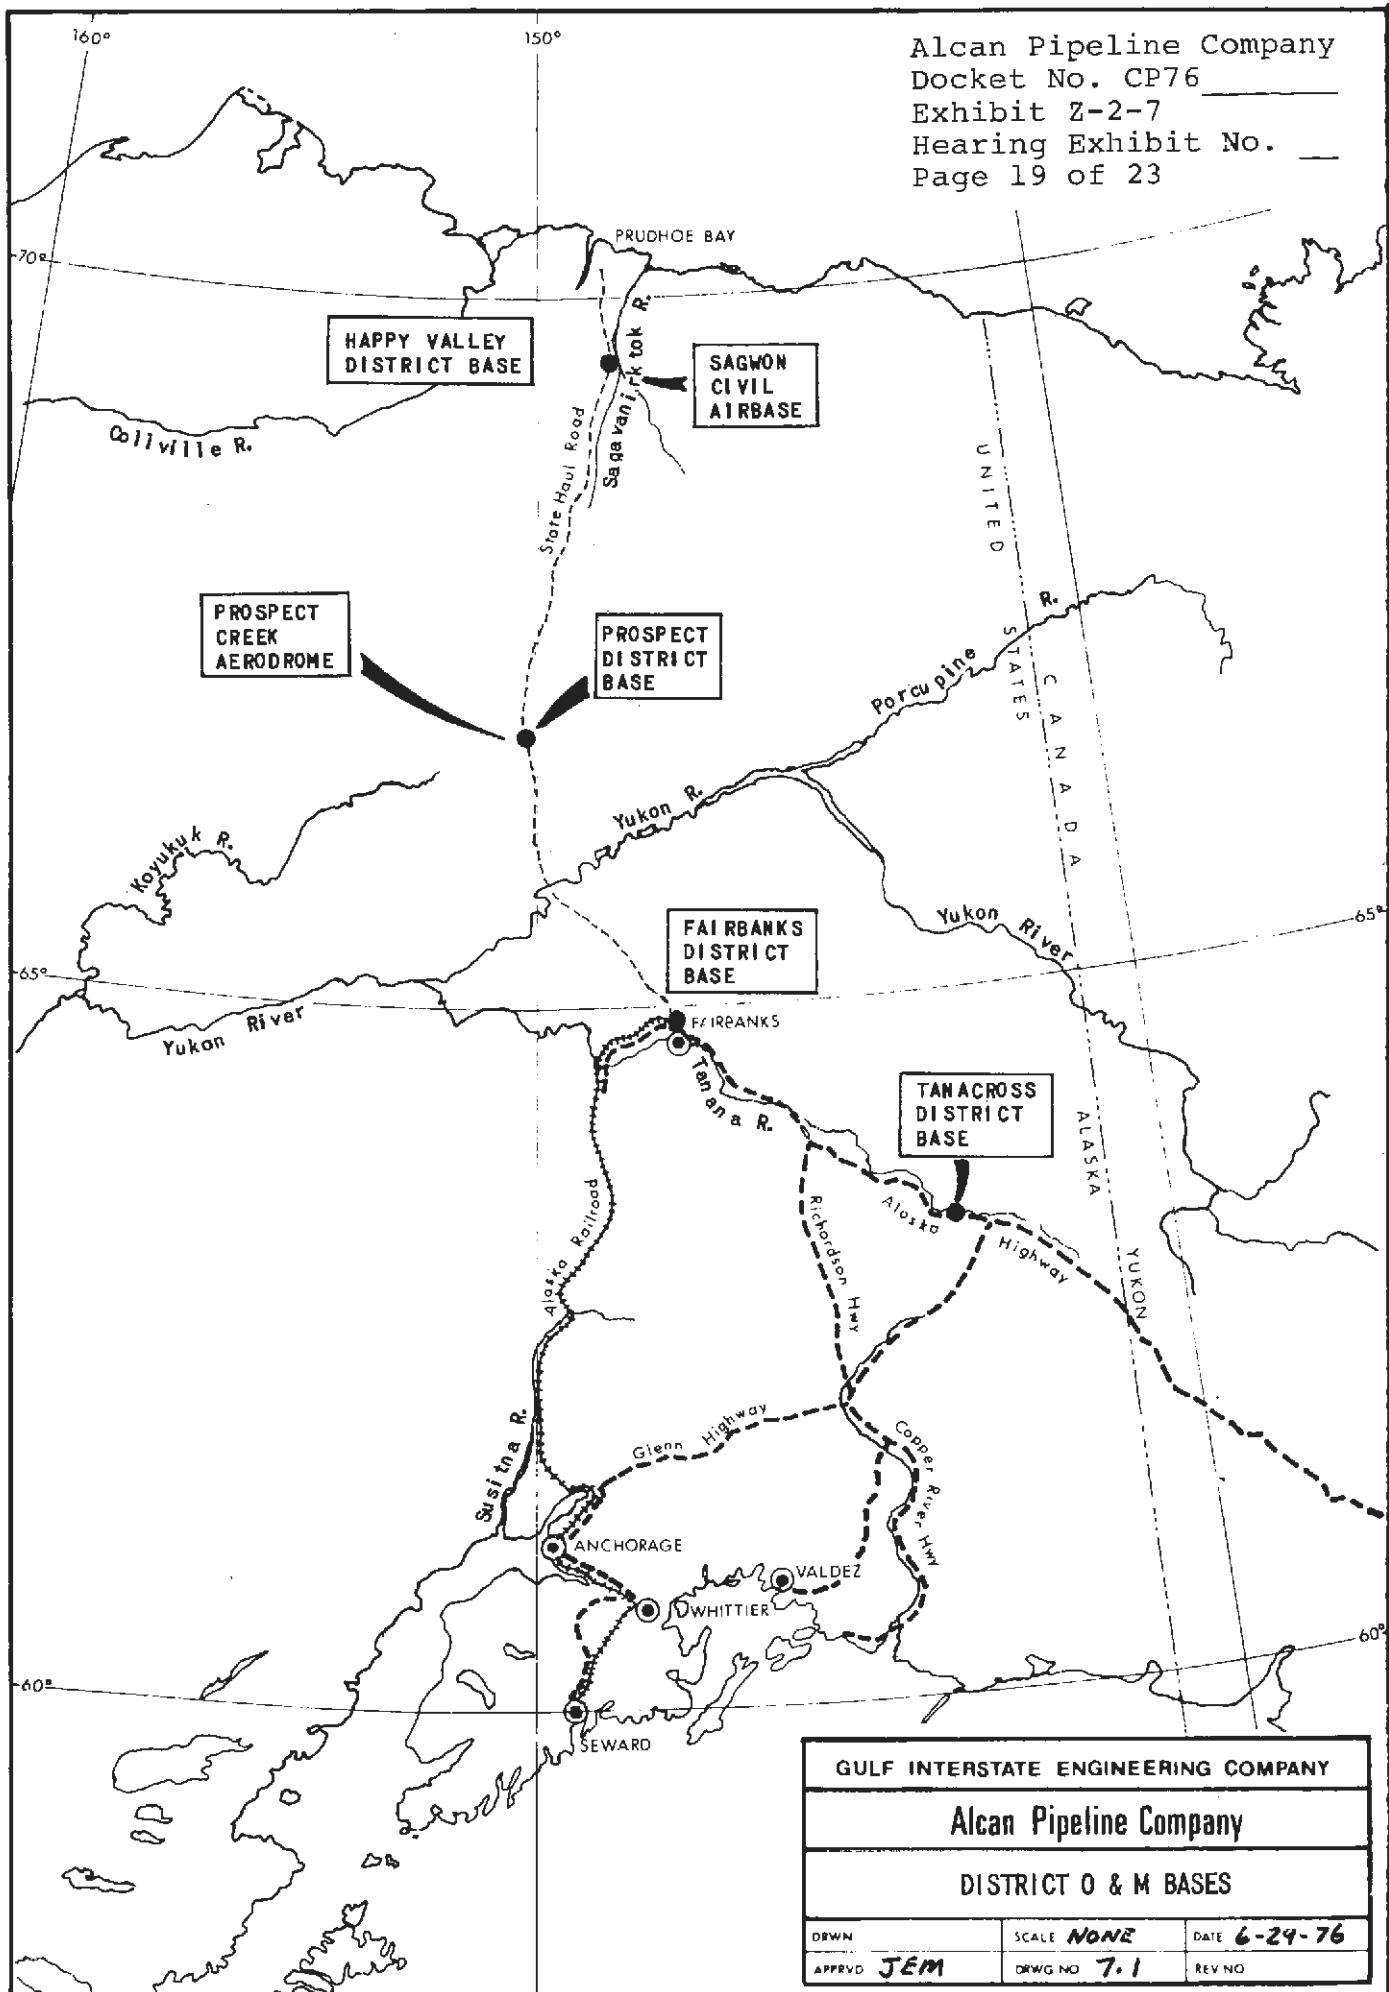 160°
150°
Alcan Pipeline Company
Docket No. CP76
Exhibit Z-2-7
Hearing Exhibit No.
Page 19 of 23
PRUDHOE BAY
70°
HAPPY VALLEY
DISTRICT BASE
SAGWON
CIVIL
AIRBASE
Sagavanirktok R.
Collville R.
State Haul Road
UNITED STATES
CANADA
PROSPECT
CREEK
AERODROME
PROSPECT
DISTRICT
BASE
Porcupine R.
Yukon R.
Koyukuk R.
FAIRBANKS
DISTRICT
BASE
Yukon River
65°
65°
Yukon River
FAIRBANKS
Tanana R.
TANACROSS
DISTRICT
BASE
ALASKA
YUKON
Alaska Highway
Richardson Hwy
Alaska Railroad
Glenn Highway
Copper River Hwy
Susitna R.
ANCHORAGE
VALDEZ
WHITTIER
60°
60°
SEWARD
GULF INTERSTATE ENGINEERING COMPANY
Alcan Pipeline Company
DISTRICT O & M BASES
DRWN
SCALE NONE
DATE 6-29-76
APPRVD JEM
DRWG NO 7.1
REV NO